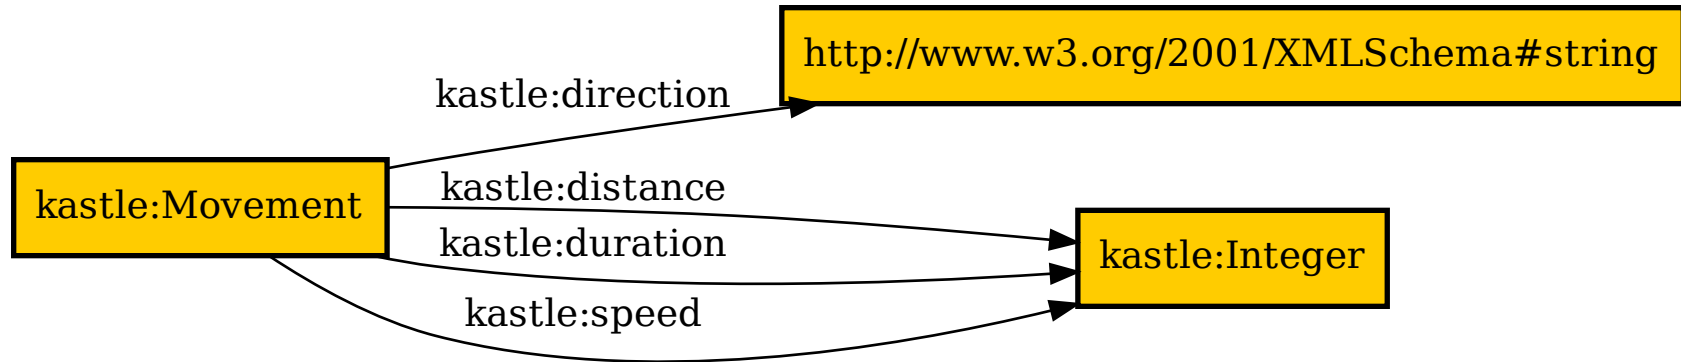 http://www.w3.org/2001/XMLSchema#string
kastle:direction
kastle:Movement
kastle:distance
kastle:duration
kastle:Integer
kastle:speed